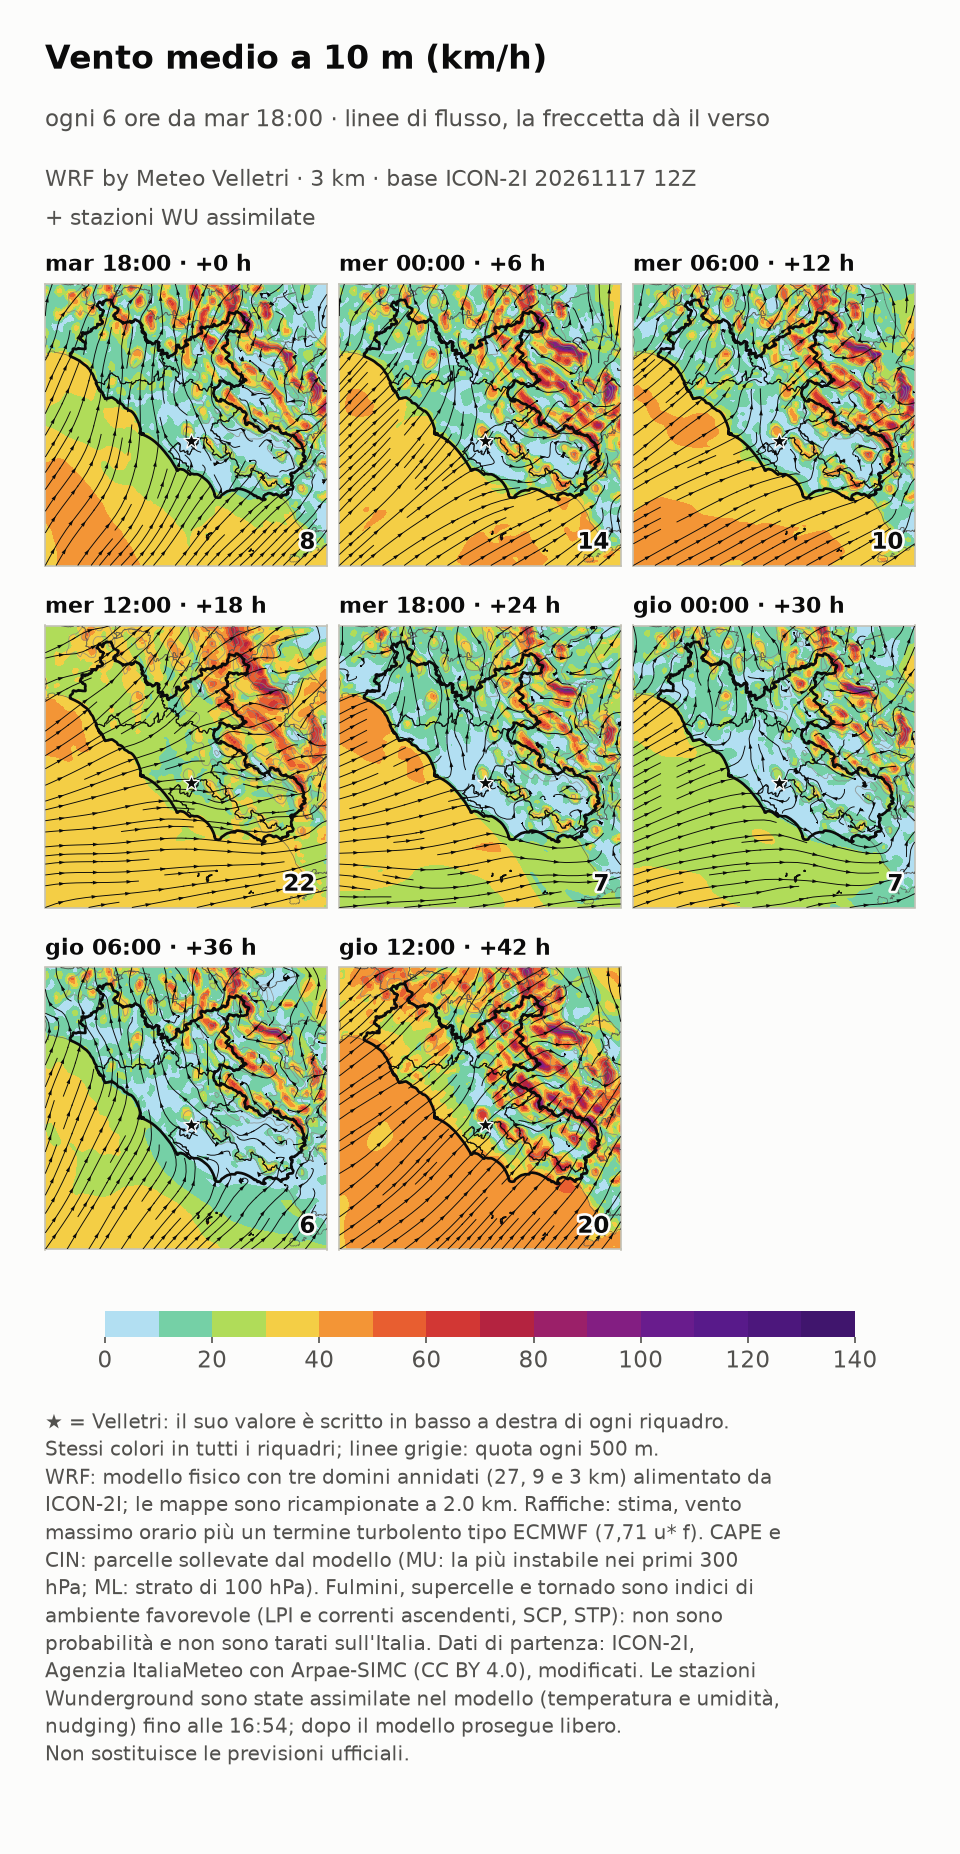 Vento medio a 10 m (km/h)
ogni 6 ore da mar 18:00 · linee di flusso, la freccetta dà il verso
WRF by Meteo Velletri · 3 km · base ICON-2I 20261117 12Z
+ stazioni WU assimilate
mar 18:00 · +0 h
mer 00:00 · +6 h
mer 06:00 · +12 h
8
14
10
mer 12:00 · +18 h
mer 18:00 · +24 h
gio 00:00 · +30 h
22
7
7
gio 06:00 · +36 h
gio 12:00 · +42 h
6
20
0 20 40 60 80 100 120 140
★ = Velletri: il suo valore è scritto in basso a destra di ogni riquadro.
Stessi colori in tutti i riquadri; linee grigie: quota ogni 500 m.
WRF: modello fisico con tre domini annidati (27, 9 e 3 km) alimentato da
ICON-2I; le mappe sono ricampionate a 2.0 km. Raffiche: stima, vento
massimo orario più un termine turbolento tipo ECMWF (7,71 u* f). CAPE e
CIN: parcelle sollevate dal modello (MU: la più instabile nei primi 300
hPa; ML: strato di 100 hPa). Fulmini, supercelle e tornado sono indici di
ambiente favorevole (LPI e correnti ascendenti, SCP, STP): non sono
probabilità e non sono tarati sull'Italia. Dati di partenza: ICON-2I,
Agenzia ItaliaMeteo con Arpae-SIMC (CC BY 4.0), modificati. Le stazioni
Wunderground sono state assimilate nel modello (temperatura e umidità,
nudging) fino alle 16:54; dopo il modello prosegue libero.
Non sostituisce le previsioni ufficiali.